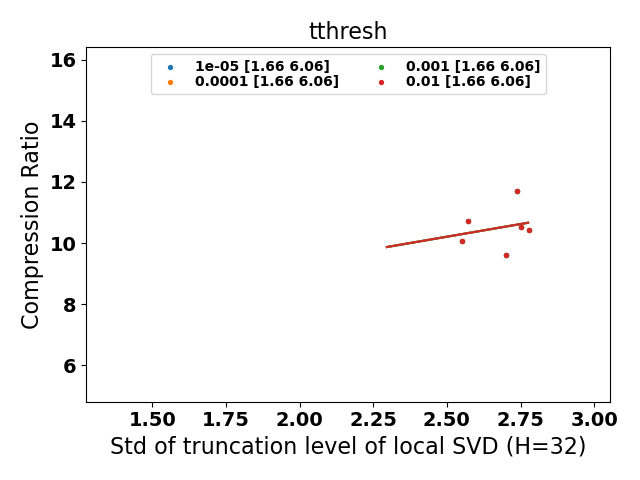 tthresh
1e-05 [1.66 6.06]
0.0001 [1.66 6.06]
0.001 [1.66 6.06]
0.01 [1.66 6.06]
Compression Ratio
16
14
12
10
8
6
1.50 1.75 2.00 2.25 2.50 2.75 3.00
Std of truncation level of local SVD (H=32)